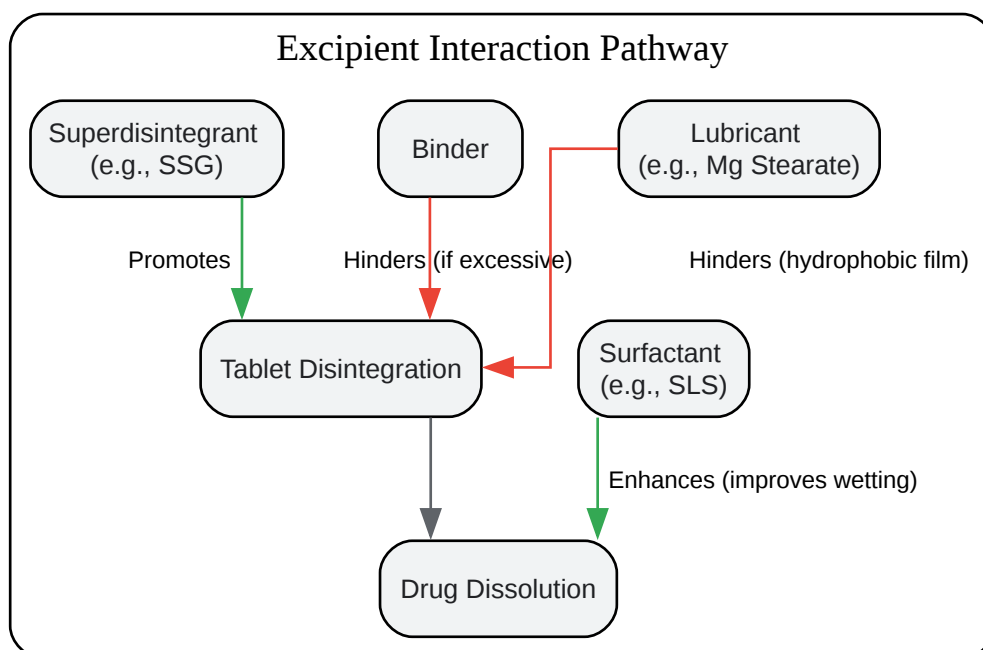 Excipient Interaction Pathway
Superdisintegrant
(e.g., SSG)
Binder
Lubricant
(e.g., Mg Stearate)
Promotes
Hinders (if excessive)
Hinders (hydrophobic film)
Tablet Disintegration
Surfactant
(e.g., SLS)
Enhances (improves wetting)
Drug Dissolution